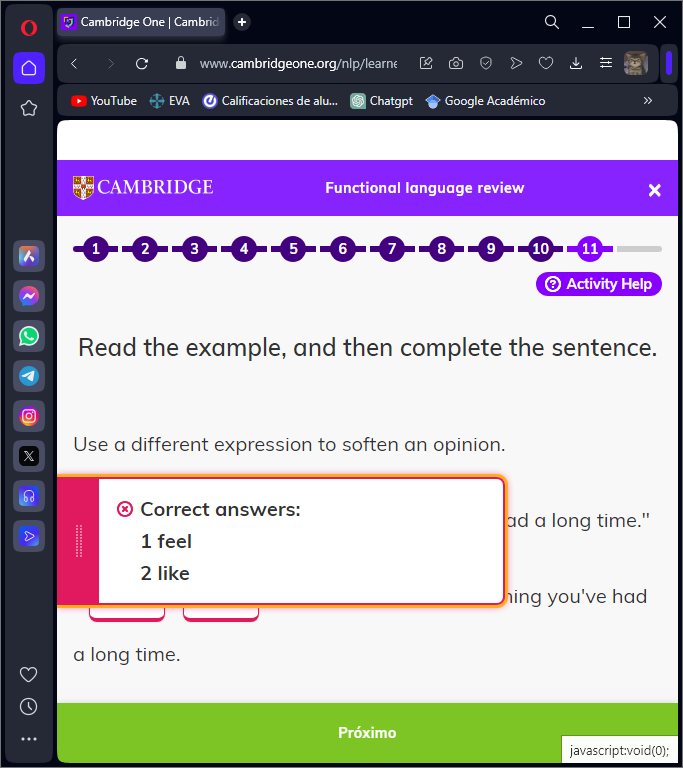 Cambridge One | Cambrid
www.cambridgeone.org/nlp/learne
YouTube
EVA
Calificaciones de alu...
Chatgpt
Google Académico
»
CAMBRIDGE
Functional language review
1 2 3 4 5 6 7 8 9 10 11
Activity Help
Read the example, and then complete the sentence.
Use a different expression to soften an opinion.
Correct answers:
1 feel
2 like
ad a long time."
ning you've had
a long time.
Próximo
javascript:void(0);